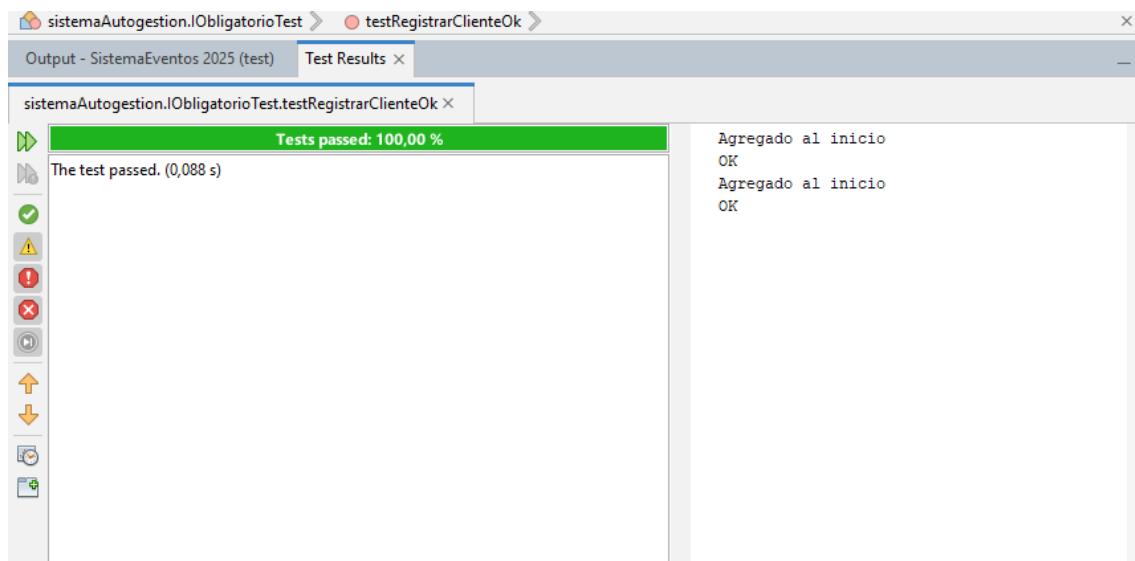 sistemaAutogestion.IObligatorioTest testRegistrarClienteOk
Output - SistemaEventos 2025 (test) Test Results
sistemaAutogestion.IObligatorioTest.testRegistrarClienteOk
Tests passed: 100,00 %
The test passed. (0,088 s)
Agregado al inicio
OK
Agregado al inicio
OK